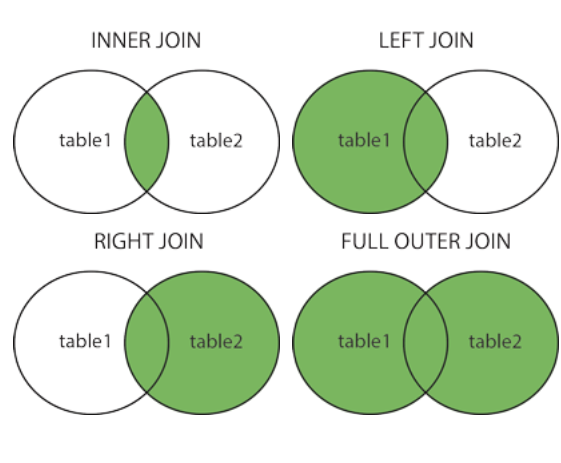 INNER JOIN
LEFT JOIN
table1
table2
table1
table2
RIGHT JOIN
FULL OUTER JOIN
table1
table2
table1
table2